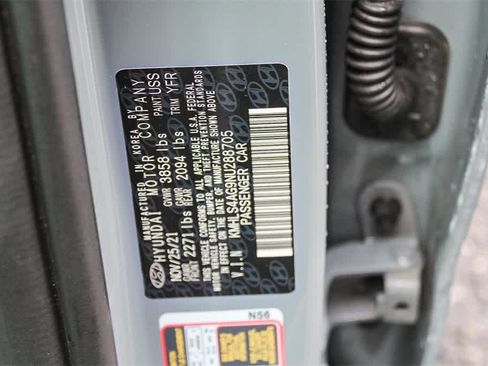 MANUFACTURED IN KOREA BY
HYUNDAI MOTOR COMPANY
NOV/25/21 GVWR 3858 lbs PAINT USS
GAWR FRONT 2271 lbs GAWR REAR 2094 lbs TRIM YFR
THIS VEHICLE CONFORMS TO ALL APPLICABLE U.S.A. FEDERAL
MOTOR VEHICLE SAFETY, BUMPER, AND THEFT PREVENTION STANDARDS
IN EFFECT ON THE DATE OF MANUFACTURE SHOWN ABOVE
V.I.N KMHLS4AG9NU288705
PASSENGER CAR
N56